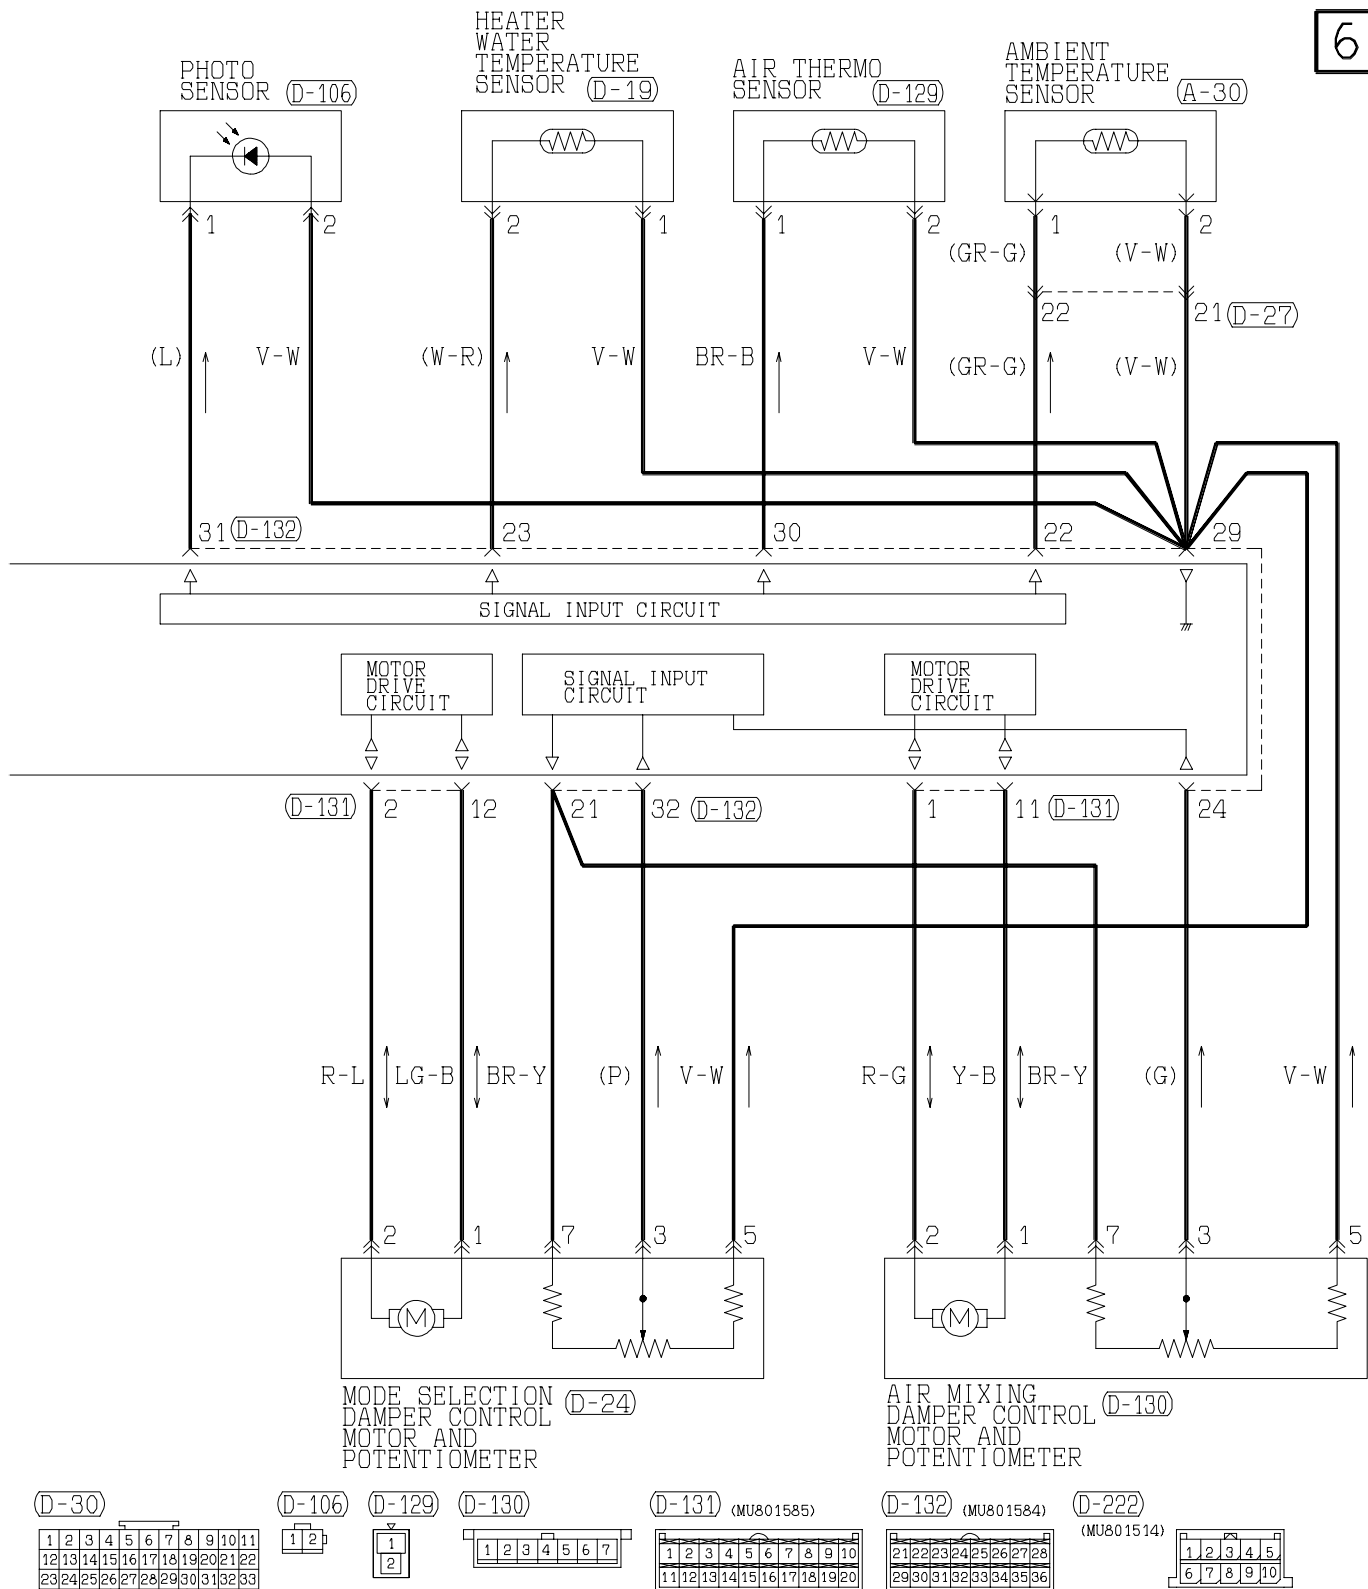 6
PHOTO
SENSOR (D-106)
HEATER
WATER
TEMPERATURE
SENSOR (D-19)
AIR THERMO
SENSOR (D-129)
AMBIENT
TEMPERATURE
SENSOR (A-30)
1 2 2 1 1 2 1 2
(GR-G) (V-W)
22 21 (D-27)
(L) V-W (W-R) V-W BR-B V-W (GR-G) (V-W)
31 (D-132) 23 30 22 29
SIGNAL INPUT CIRCUIT
MOTOR
DRIVE
CIRCUIT
SIGNAL INPUT
CIRCUIT
MOTOR
DRIVE
CIRCUIT
(D-131) 2 12 21 32 (D-132) 1 11 (D-131) 24
R-L LG-B BR-Y (P) V-W R-G Y-B BR-Y (G) V-W
2 1 7 3 5 2 1 7 3 5
M M
MODE SELECTION
DAMPER CONTROL (D-24)
MOTOR AND
POTENTIOMETER
AIR MIXING
DAMPER CONTROL (D-130)
MOTOR AND
POTENTIOMETER
(D-30)
1 2 3 4 5 6 7 8 9 10 11
12 13 14 15 16 17 18 19 20 21 22
23 24 25 26 27 28 29 30 31 32 33
(D-106)
1 2
(D-129)
1
2
(D-130)
1 2 3 4 5 6 7
(D-131) (MU801585)
1 2 3 4 5 6 7 8 9 10
11 12 13 14 15 16 17 18 19 20
(D-132) (MU801584)
21 22 23 24 25 26 27 28
29 30 31 32 33 34 35 36
(D-222)
(MU801514)
1 2 3 4 5
6 7 8 9 10